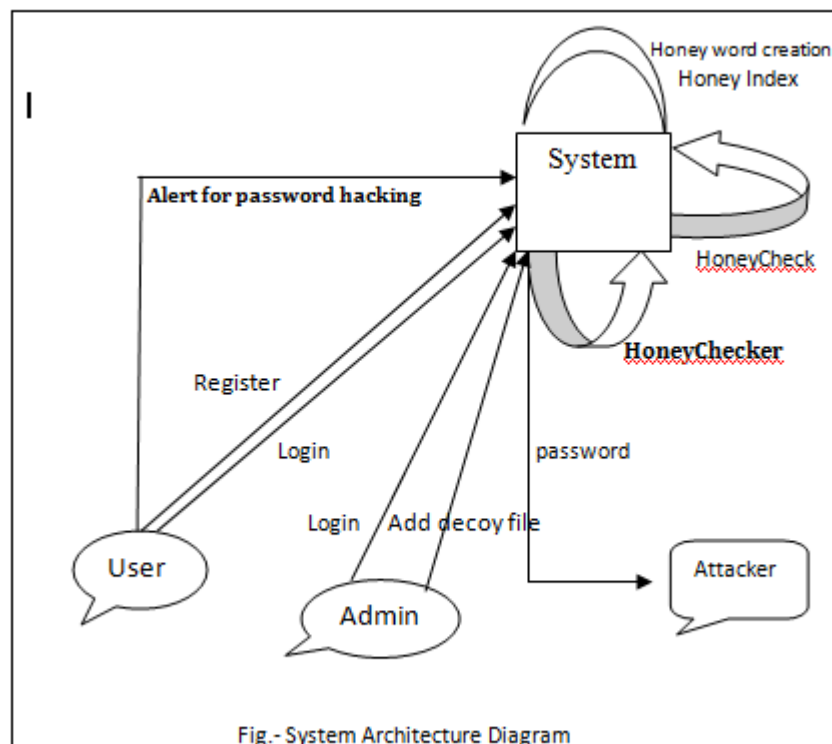 Honey word creation
Honey Index
System
Alert for password hacking
HoneyCheck
HoneyChecker
Register
Login
password
Login
Add decoy file
User
Admin
Attacker
Fig.- System Architecture Diagram